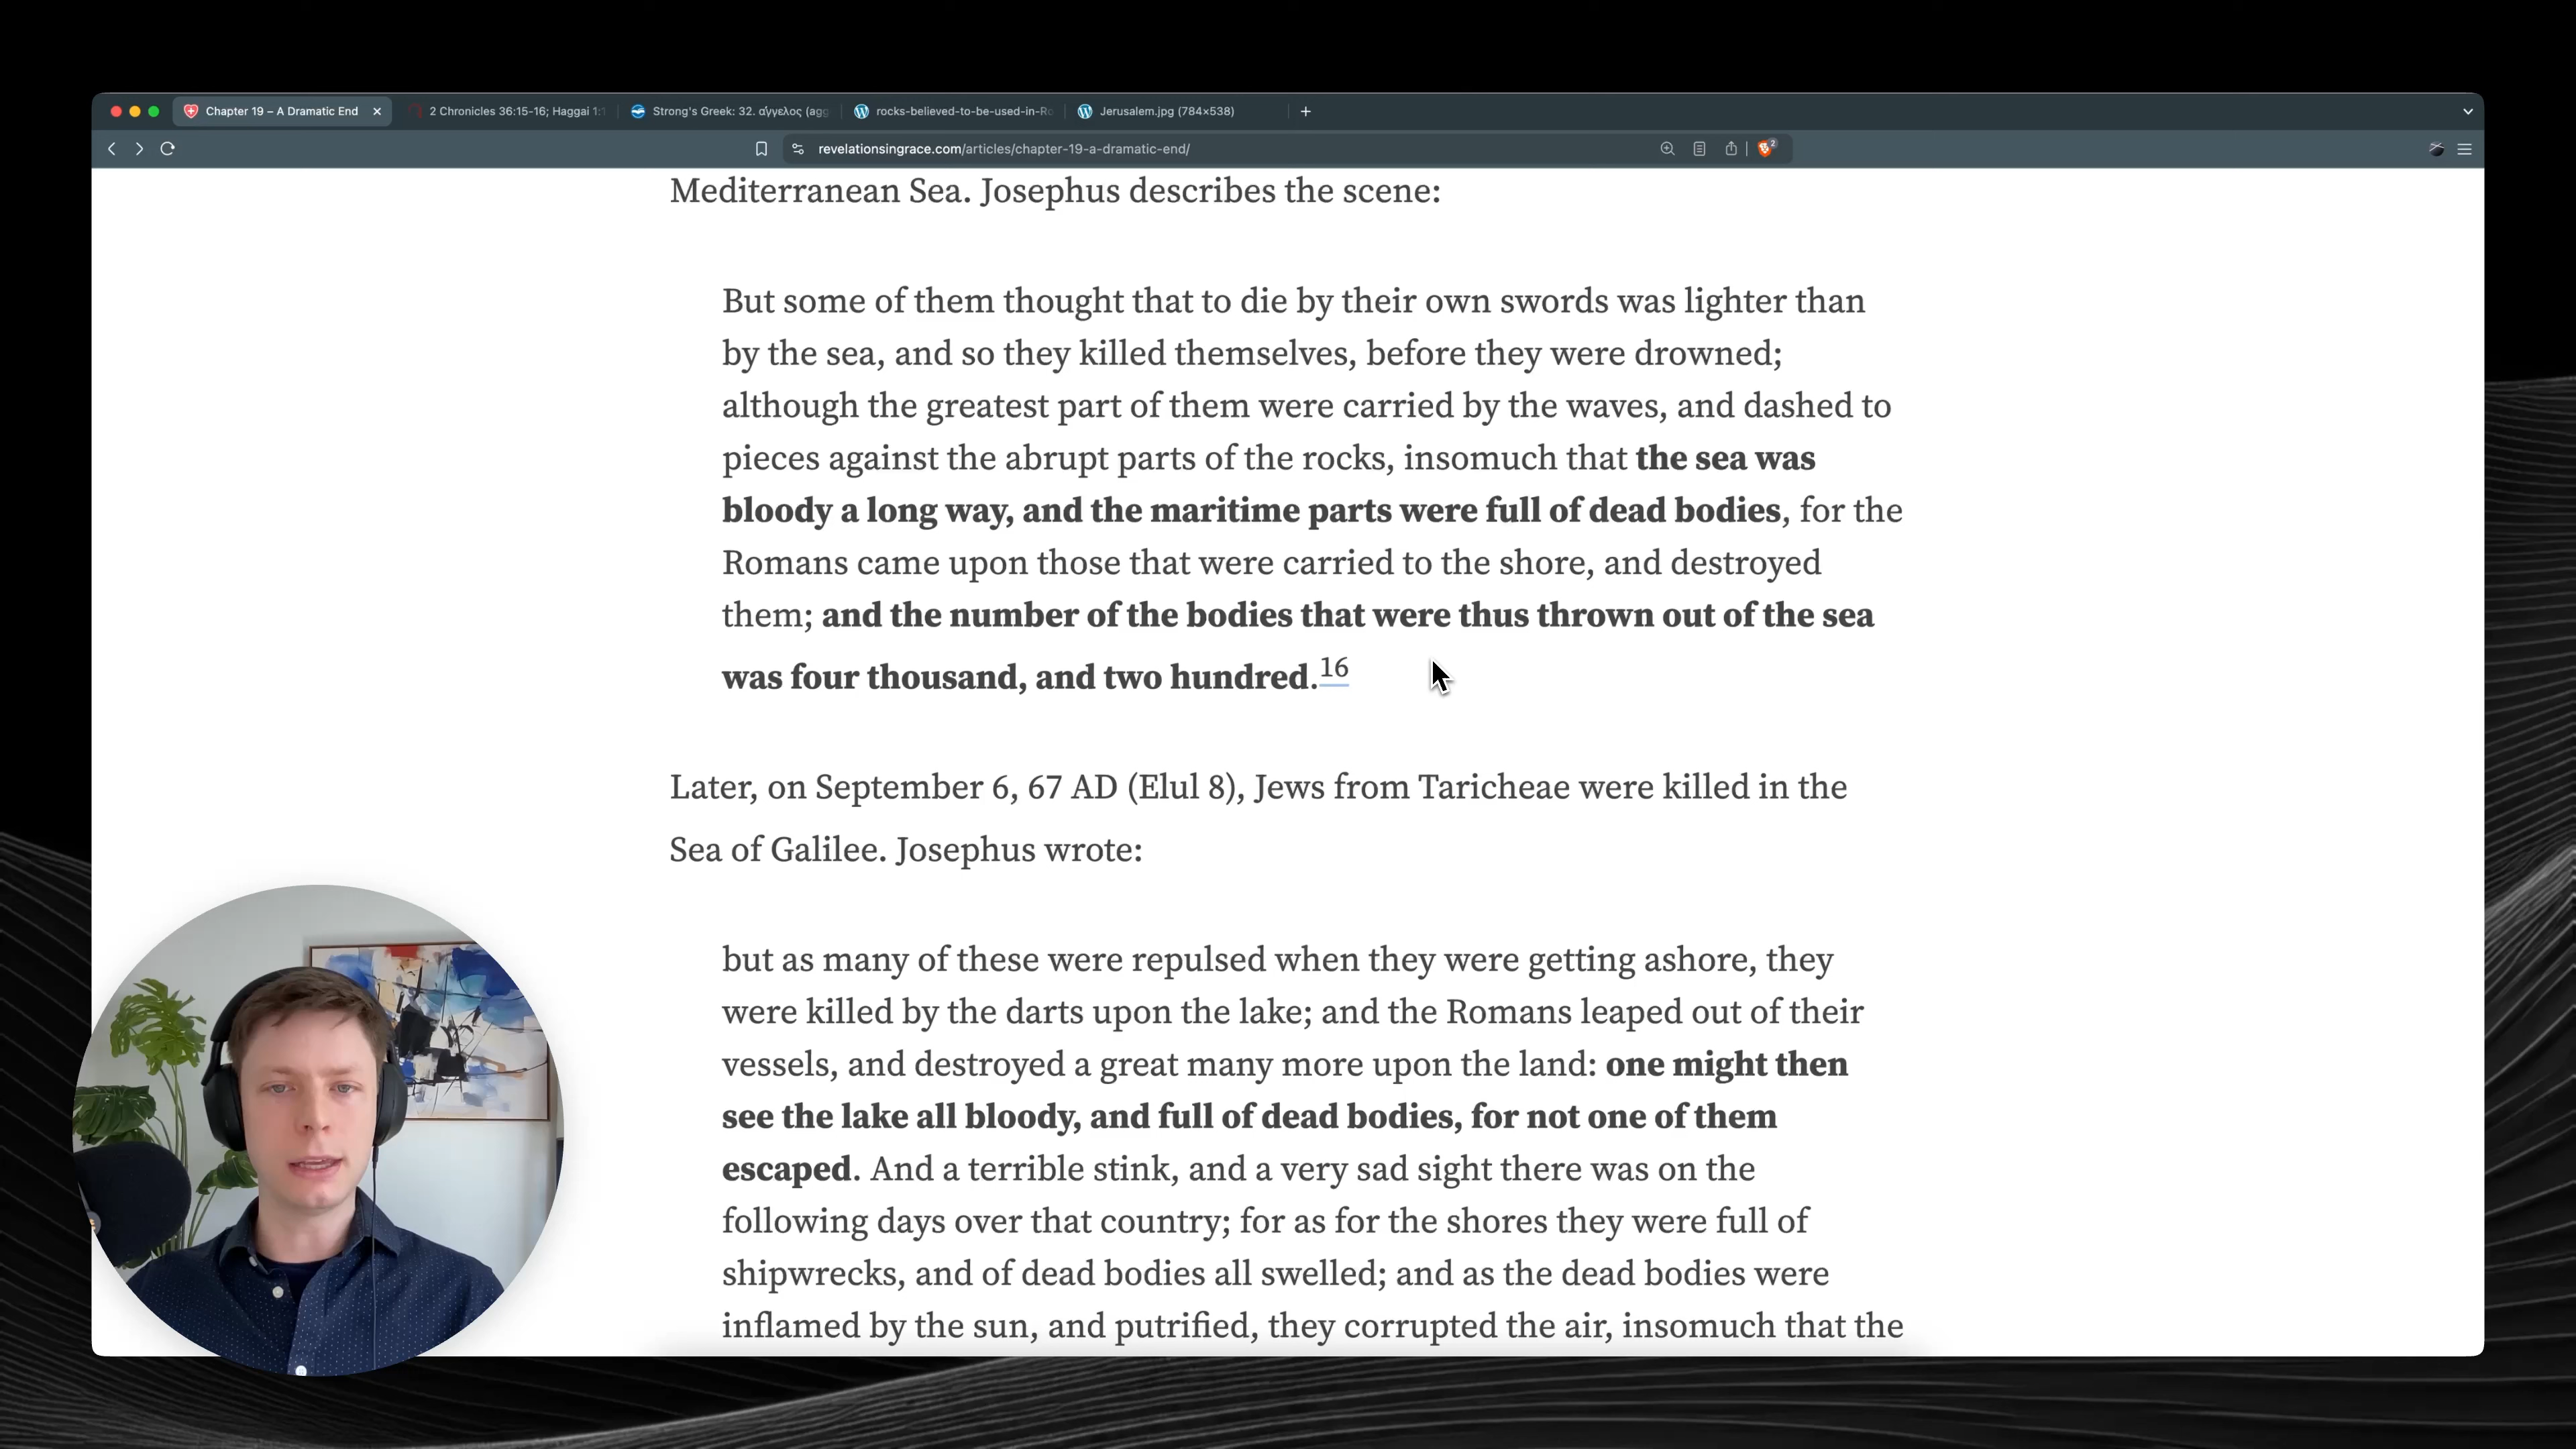 Chapter 19 – A Dramatic End
2 Chronicles 36:15-16; Haggai 1:1
Strong's Greek: 32. ἄγγελος (agg
rocks-believed-to-be-used-in-Ro
Jerusalem.jpg (784×538)
revelationsingrace.com/articles/chapter-19-a-dramatic-end/
2
Mediterranean Sea. Josephus describes the scene:
But some of them thought that to die by their own swords was lighter than
by the sea, and so they killed themselves, before they were drowned;
although the greatest part of them were carried by the waves, and dashed to
pieces against the abrupt parts of the rocks, insomuch that the sea was
bloody a long way, and the maritime parts were full of dead bodies, for the
Romans came upon those that were carried to the shore, and destroyed
them; and the number of the bodies that were thus thrown out of the sea
was four thousand, and two hundred.16
Later, on September 6, 67 AD (Elul 8), Jews from Taricheae were killed in the
Sea of Galilee. Josephus wrote:
but as many of these were repulsed when they were getting ashore, they
were killed by the darts upon the lake; and the Romans leaped out of their
vessels, and destroyed a great many more upon the land: one might then
see the lake all bloody, and full of dead bodies, for not one of them
escaped. And a terrible stink, and a very sad sight there was on the
following days over that country; for as for the shores they were full of
shipwrecks, and of dead bodies all swelled; and as the dead bodies were
inflamed by the sun, and putrified, they corrupted the air, insomuch that the